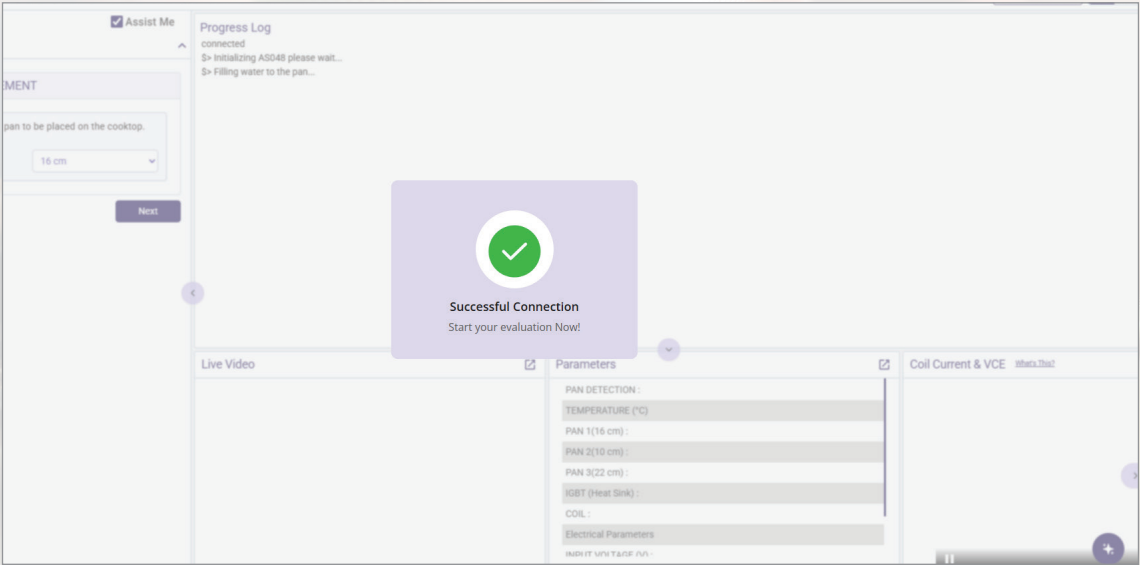 Assist Me
Progress Log
connected
$> Initializing AS048 please wait...
$> Filling water to the pan...
EMENT
pan to be placed on the cooktop.
16 cm
Next
Successful Connection
Start your evaluation Now!
Live Video
Parameters
Coil Current & VCE What's This?
PAN DETECTION :
TEMPERATURE (°C)
PAN 1(16 cm) :
PAN 2(10 cm) :
PAN 3(22 cm) :
IGBT (Heat Sink) :
COIL :
Electrical Parameters
INPUT VOLTAGE (V) :